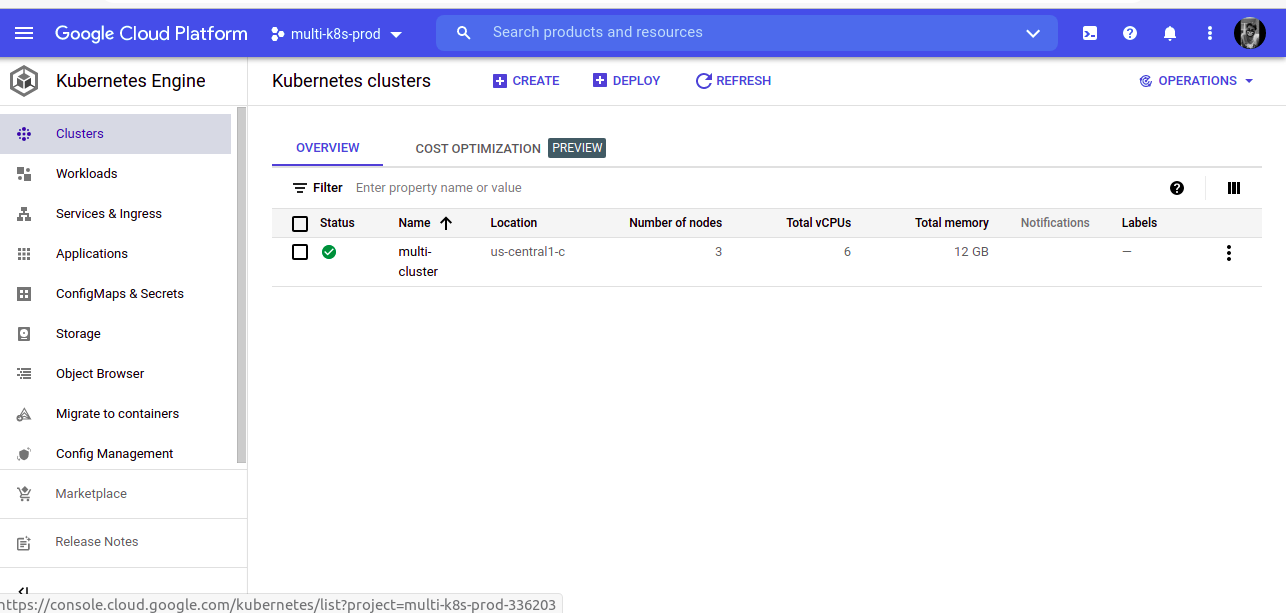 Google Cloud Platform
multi-k8s-prod
Search products and resources
Kubernetes Engine
Kubernetes clusters
CREATE
DEPLOY
REFRESH
OPERATIONS
Clusters
Workloads
Services & Ingress
Applications
ConfigMaps & Secrets
Storage
Object Browser
Migrate to containers
Config Management
Marketplace
Release Notes
OVERVIEW
COST OPTIMIZATION PREVIEW
Filter Enter property name or value
Status Name Location Number of nodes Total vCPUs Total memory Notifications Labels
multi- us-central1-c 3 6 12 GB —
cluster
https://console.cloud.google.com/kubernetes/list?project=multi-k8s-prod-336203